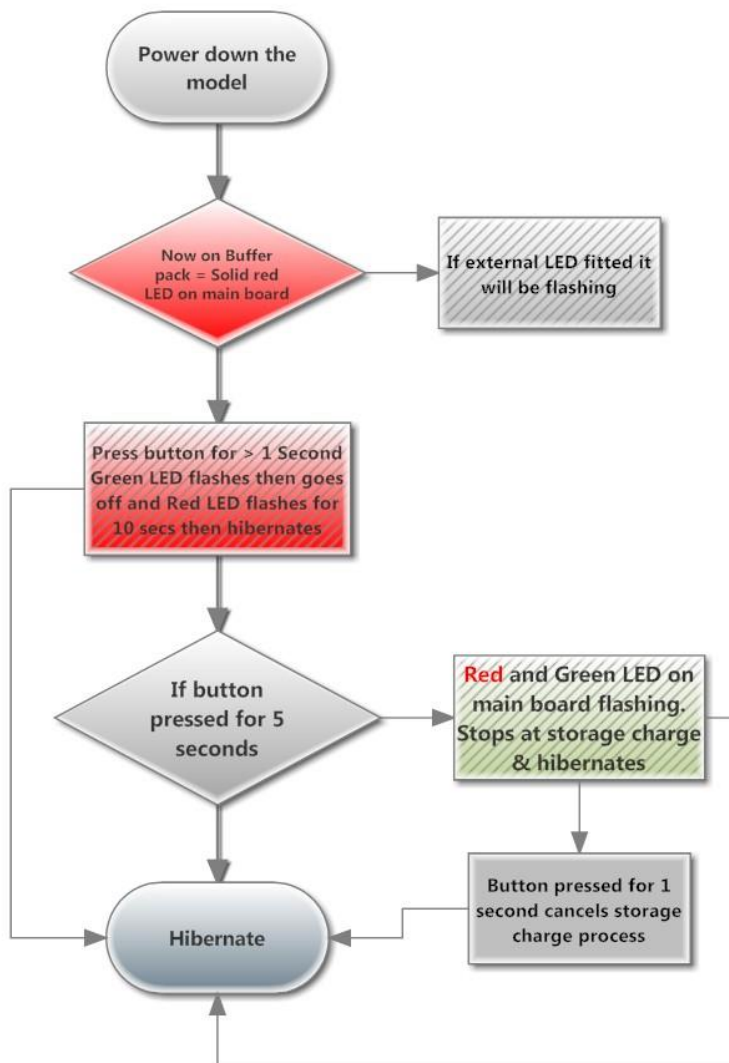 Power down the
model
Now on Buffer
pack = Solid red
LED on main board
If external LED fitted it
will be flashing
Press button for > 1 Second
Green LED flashes then goes
off and Red LED flashes for
10 secs then hibernates
If button
pressed for 5
seconds
Red and Green LED on
main board flashing.
Stops at storage charge
& hibernates
Button pressed for 1
second cancels storage
charge process
Hibernate